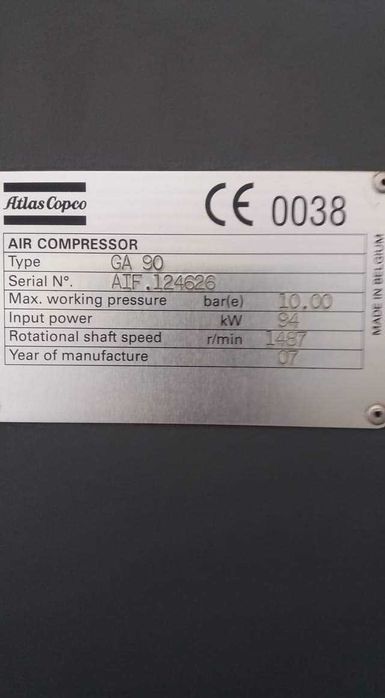 Atlas Copco
CE 0038
AIR COMPRESSOR
Type GA 90
Serial N°. AIF.124626
Max. working pressure bar(e) 10.00
Input power kW 94
Rotational shaft speed r/min 1487
Year of manufacture 07
MADE IN BELGIUM